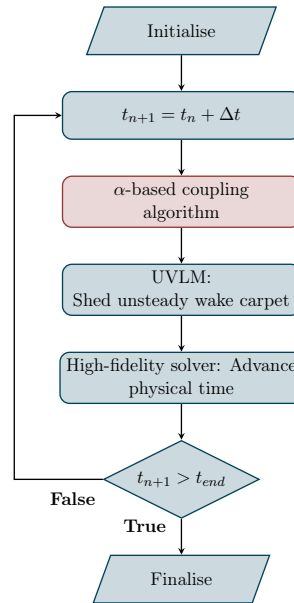 Initialise
$t_{n+1} = t_n + \Delta t$
α-based coupling
algorithm
UVLM:
Shed unsteady wake carpet
High-fidelity solver: Advance
physical time
$t_{n+1} > t_{end}$
False
True
Finalise